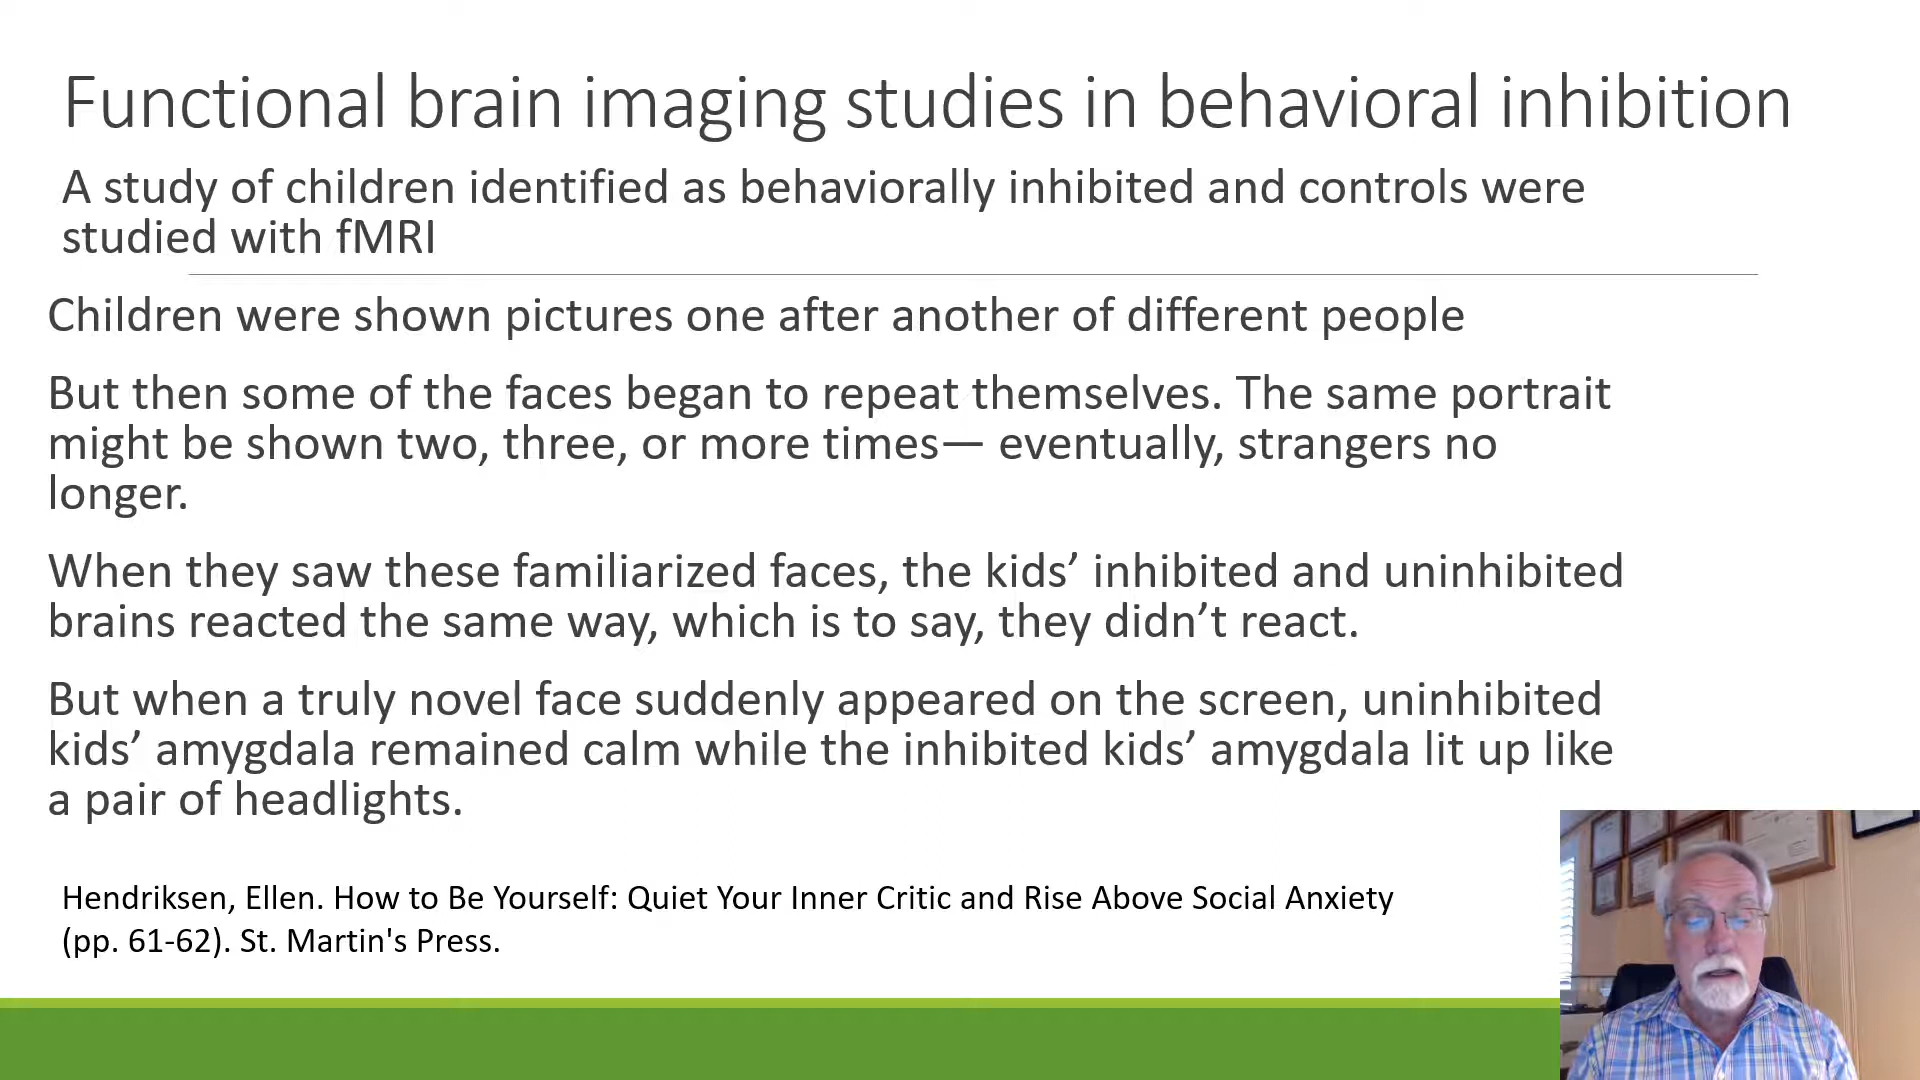 Functional brain imaging studies in behavioral inhibition
A study of children identified as behaviorally inhibited and controls were
studied with fMRI
Children were shown pictures one after another of different people
But then some of the faces began to repeat themselves. The same portrait
might be shown two, three, or more times— eventually, strangers no
longer.
When they saw these familiarized faces, the kids’ inhibited and uninhibited
brains reacted the same way, which is to say, they didn’t react.
But when a truly novel face suddenly appeared on the screen, uninhibited
kids’ amygdala remained calm while the inhibited kids’ amygdala lit up like
a pair of headlights.
Hendriksen, Ellen. How to Be Yourself: Quiet Your Inner Critic and Rise Above Social Anxiety
(pp. 61-62). St. Martin's Press.